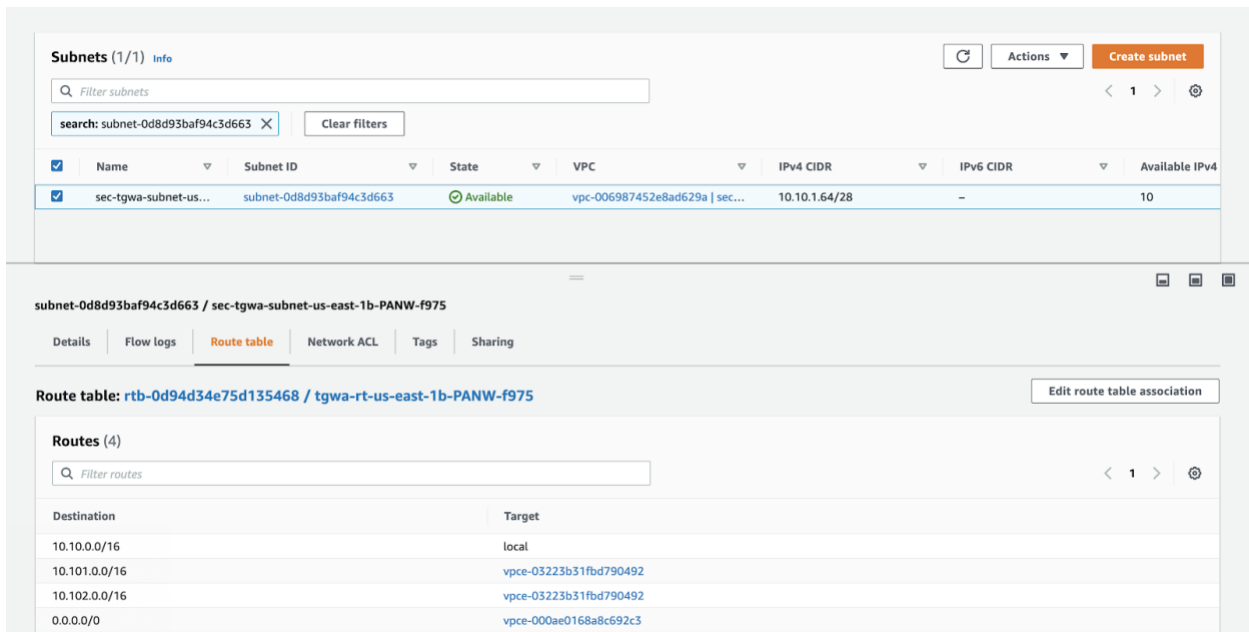 Subnets (1/1) Info
Actions ▼ Create subnet
Filter subnets
< 1 >
search: subnet-0d8d93baf94c3d663 X Clear filters
Name Subnet ID State VPC IPv4 CIDR IPv6 CIDR Available IPv4
sec-tgwa-subnet-us... subnet-0d8d93baf94c3d663 Available vpc-006987452e8ad629a | sec... 10.10.1.64/28 – 10
subnet-0d8d93baf94c3d663 / sec-tgwa-subnet-us-east-1b-PANW-f975
Details Flow logs Route table Network ACL Tags Sharing
Route table: rtb-0d94d34e75d135468 / tgwa-rt-us-east-1b-PANW-f975 Edit route table association
Routes (4)
Filter routes
< 1 >
Destination Target
10.10.0.0/16 local
10.101.0.0/16 vpce-03223b31fbd790492
10.102.0.0/16 vpce-03223b31fbd790492
0.0.0.0/0 vpce-000ae0168a8c692c3